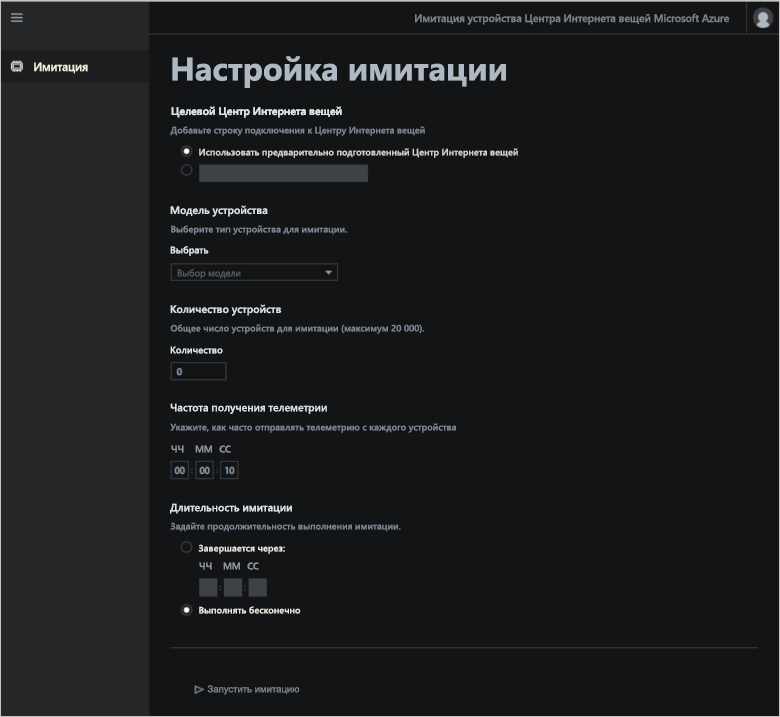 Имитация устройства Центра Интернета вещей Microsoft Azure
Имитация
Настройка имитации
Целевой Центр Интернета вещей
Добавьте строку подключения к Центру Интернета вещей
Использовать предварительно подготовленный Центр Интернета вещей
Модель устройства
Выберите тип устройства для имитации.
Выбрать
Выбор модели
Количество устройств
Общее число устройств для имитации (максимум 20 000).
Количество
0
Частота получения телеметрии
Укажите, как часто отправлять телеметрию с каждого устройства
ЧЧ ММ СС
00 : 00 : 10
Длительность имитации
Задайте продолжительность выполнения имитации.
Завершается через:
ЧЧ ММ СС
: :
Выполнять бесконечно
Запустить имитацию